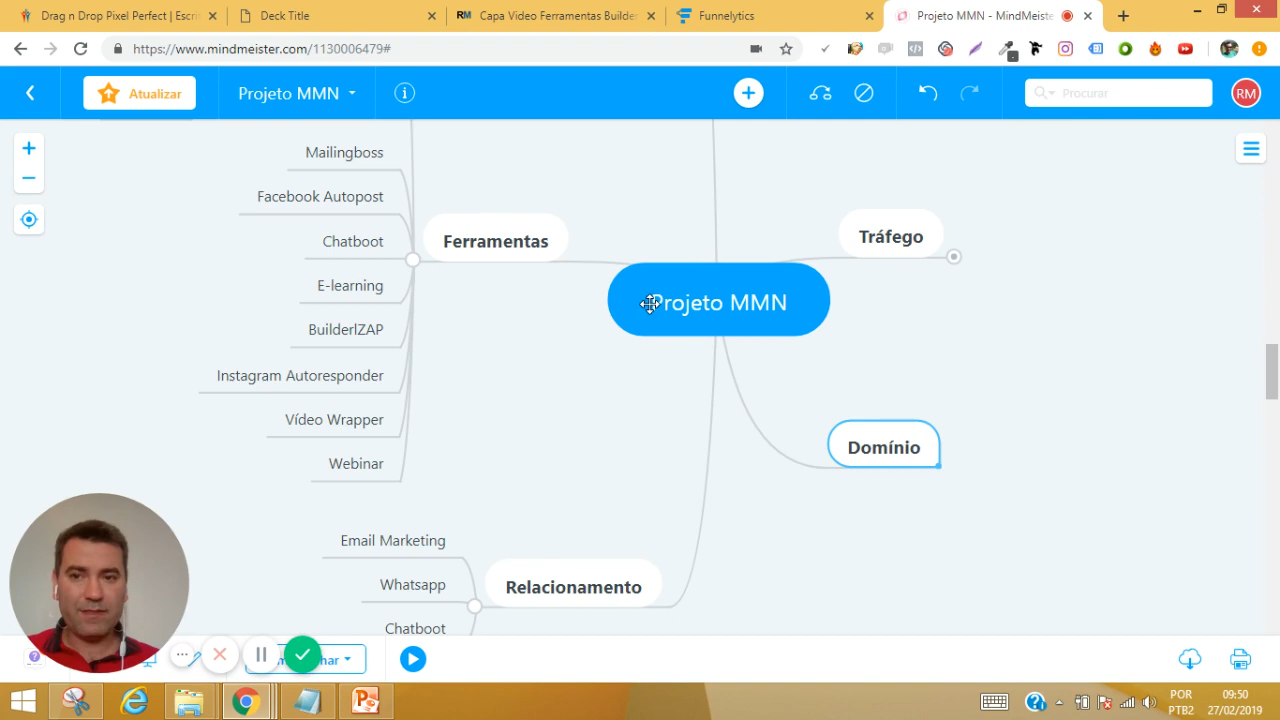 Drag n Drop Pixel Perfect | Escri
Deck Title
RM Capa Video Ferramentas Builder
Funnelytics
Projeto MMN - MindMeiste
https://www.mindmeister.com/1130006479#
Atualizar
Projeto MMN
Procurar
RM
Mailingboss
Facebook Autopost
Chatboot
E-learning
BuilderlZAP
Instagram Autoresponder
Vídeo Wrapper
Webinar
Ferramentas
Tráfego
Projeto MMN
Domínio
Email Marketing
Whatsapp
Chatboot
Relacionamento
POR
PTB2
09:50
27/02/2019